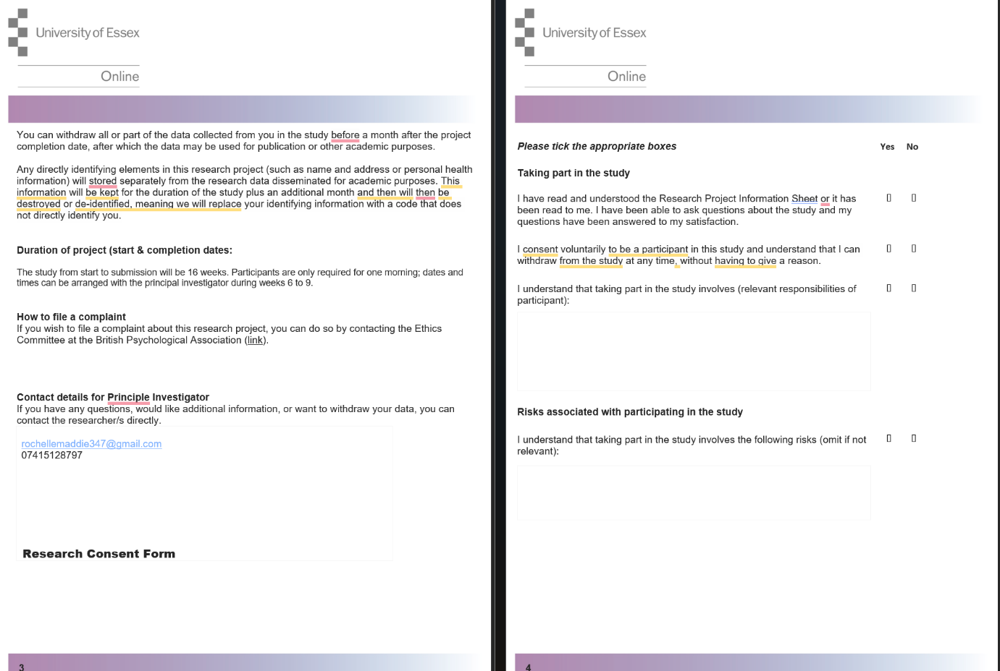 University of Essex
Online
You can withdraw all or part of the data collected from you in the study before a month after the project
completion date, after which the data may be used for publication or other academic purposes.
Any directly identifying elements in this research project (such as name and address or personal health
information) will stored separately from the research data disseminated for academic purposes. This
information will be kept for the duration of the study plus an additional month and then will then be
destroyed or de-identified, meaning we will replace your identifying information with a code that does
not directly identify you.
Duration of project (start & completion dates:
The study from start to submission will be 16 weeks. Participants are only required for one morning; dates and
times can be arranged with the principal investigator during weeks 6 to 9.
How to file a complaint
If you wish to file a complaint about this research project, you can do so by contacting the Ethics
Committee at the British Psychological Association (link).
Contact details for Principle Investigator
If you have any questions, would like additional information, or want to withdraw your data, you can
contact the researcher/s directly.
rochellemaddie347@gmail.com
07415128797
Research Consent Form
3
University of Essex
Online
Please tick the appropriate boxes Yes No
Taking part in the study
I have read and understood the Research Project Information Sheet or it has
been read to me. I have been able to ask questions about the study and my
questions have been answered to my satisfaction.
I consent voluntarily to be a participant in this study and understand that I can
withdraw from the study at any time, without having to give a reason.
I understand that taking part in the study involves (relevant responsibilities of
participant):
Risks associated with participating in the study
I understand that taking part in the study involves the following risks (omit if not
relevant):
4